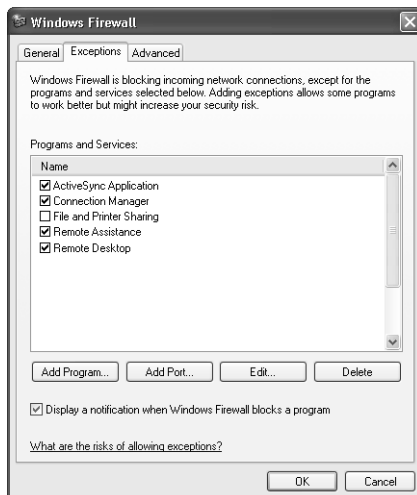 Windows Firewall
General Exceptions Advanced
Windows Firewall is blocking incoming network connections, except for the
programs and services selected below. Adding exceptions allows some programs
to work better but might increase your security risk.
Programs and Services:
Name
ActiveSync Application
Connection Manager
File and Printer Sharing
Remote Assistance
Remote Desktop
Add Program... Add Port... Edit... Delete
Display a notification when Windows Firewall blocks a program
What are the risks of allowing exceptions?
OK Cancel